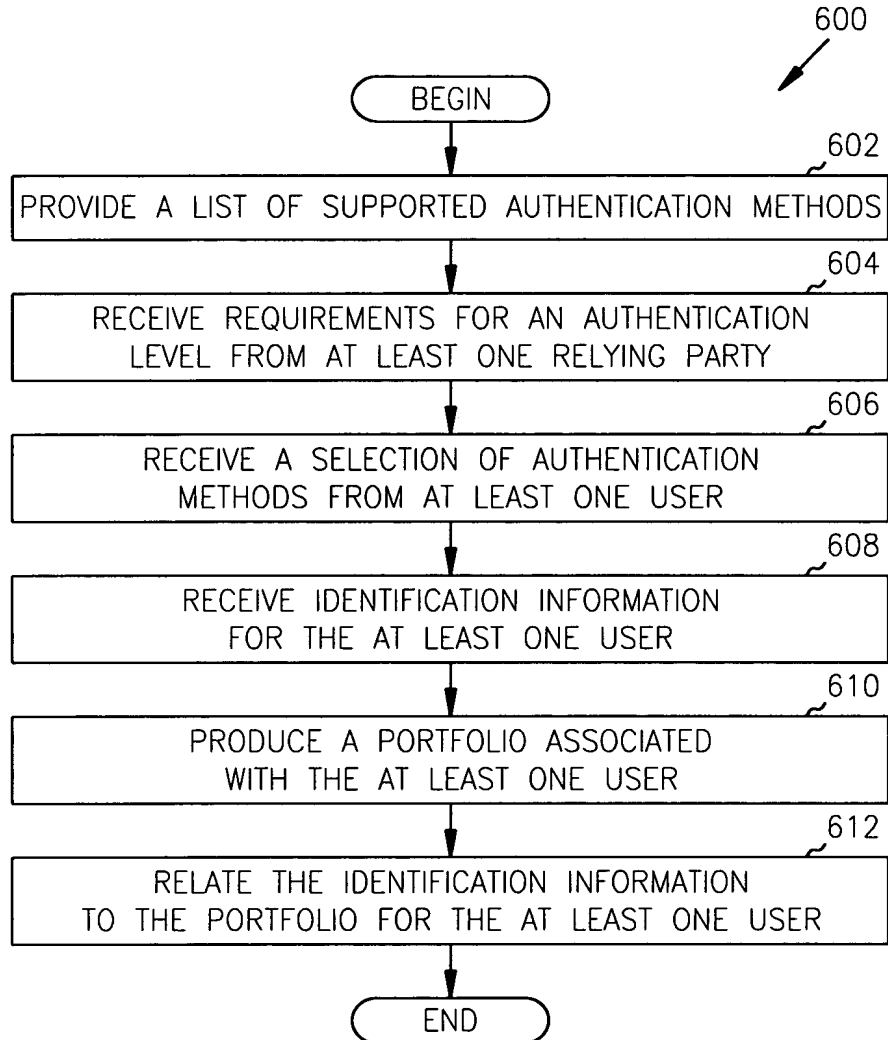 600
BEGIN
602
PROVIDE A LIST OF SUPPORTED AUTHENTICATION METHODS
604
RECEIVE REQUIREMENTS FOR AN AUTHENTICATION
LEVEL FROM AT LEAST ONE RELYING PARTY
606
RECEIVE A SELECTION OF AUTHENTICATION
METHODS FROM AT LEAST ONE USER
608
RECEIVE IDENTIFICATION INFORMATION
FOR THE AT LEAST ONE USER
610
PRODUCE A PORTFOLIO ASSOCIATED
WITH THE AT LEAST ONE USER
612
RELATE THE IDENTIFICATION INFORMATION
TO THE PORTFOLIO FOR THE AT LEAST ONE USER
END